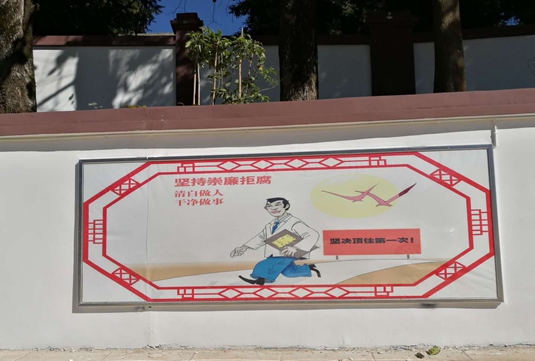 坚持崇廉拒腐
清白做人
干净做事
坚决顶住第一次！